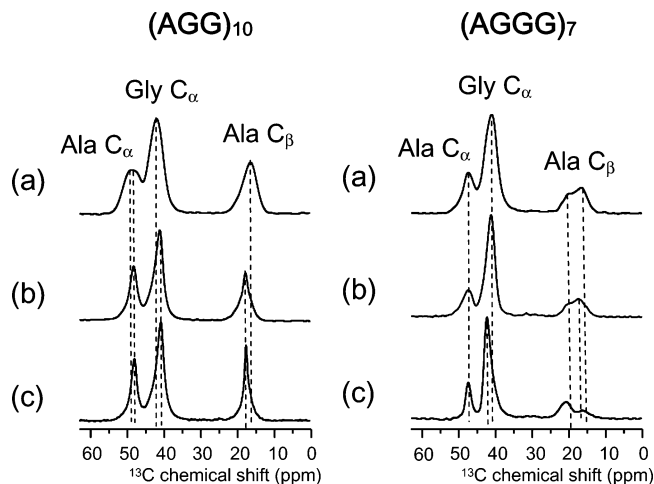 (AGG)₁₀
Ala Cα
Gly Cα
Ala Cβ
(a)
(b)
(c)
60 50 40 30 20 10 0
¹³C chemical shift (ppm)
(AGGG)₇
Ala Cα
Gly Cα
Ala Cβ
(a)
(b)
(c)
60 50 40 30 20 10 0
¹³C chemical shift (ppm)